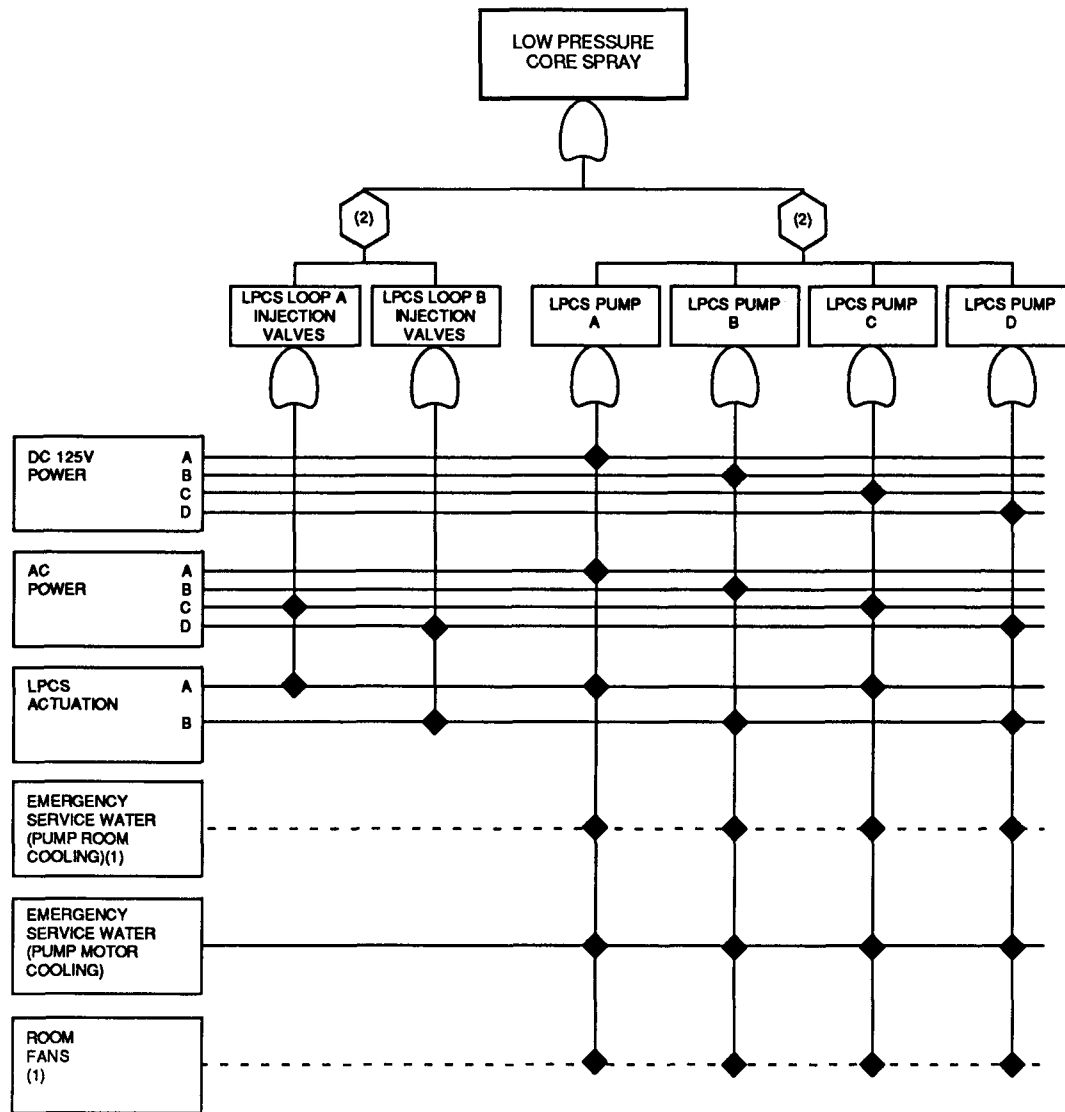 LOW PRESSURE
CORE SPRAY
(2)
(2)
LPCS LOOP A
INJECTION
VALVES
LPCS LOOP B
INJECTION
VALVES
LPCS PUMP
A
LPCS PUMP
B
LPCS PUMP
C
LPCS PUMP
D
DC 125V
POWER
A
B
C
D
AC
POWER
A
B
C
D
LPCS
ACTUATION
A
B
EMERGENCY
SERVICE WATER
(PUMP ROOM
COOLING)(1)
EMERGENCY
SERVICE WATER
(PUMP MOTOR
COOLING)
ROOM
FANS
(1)